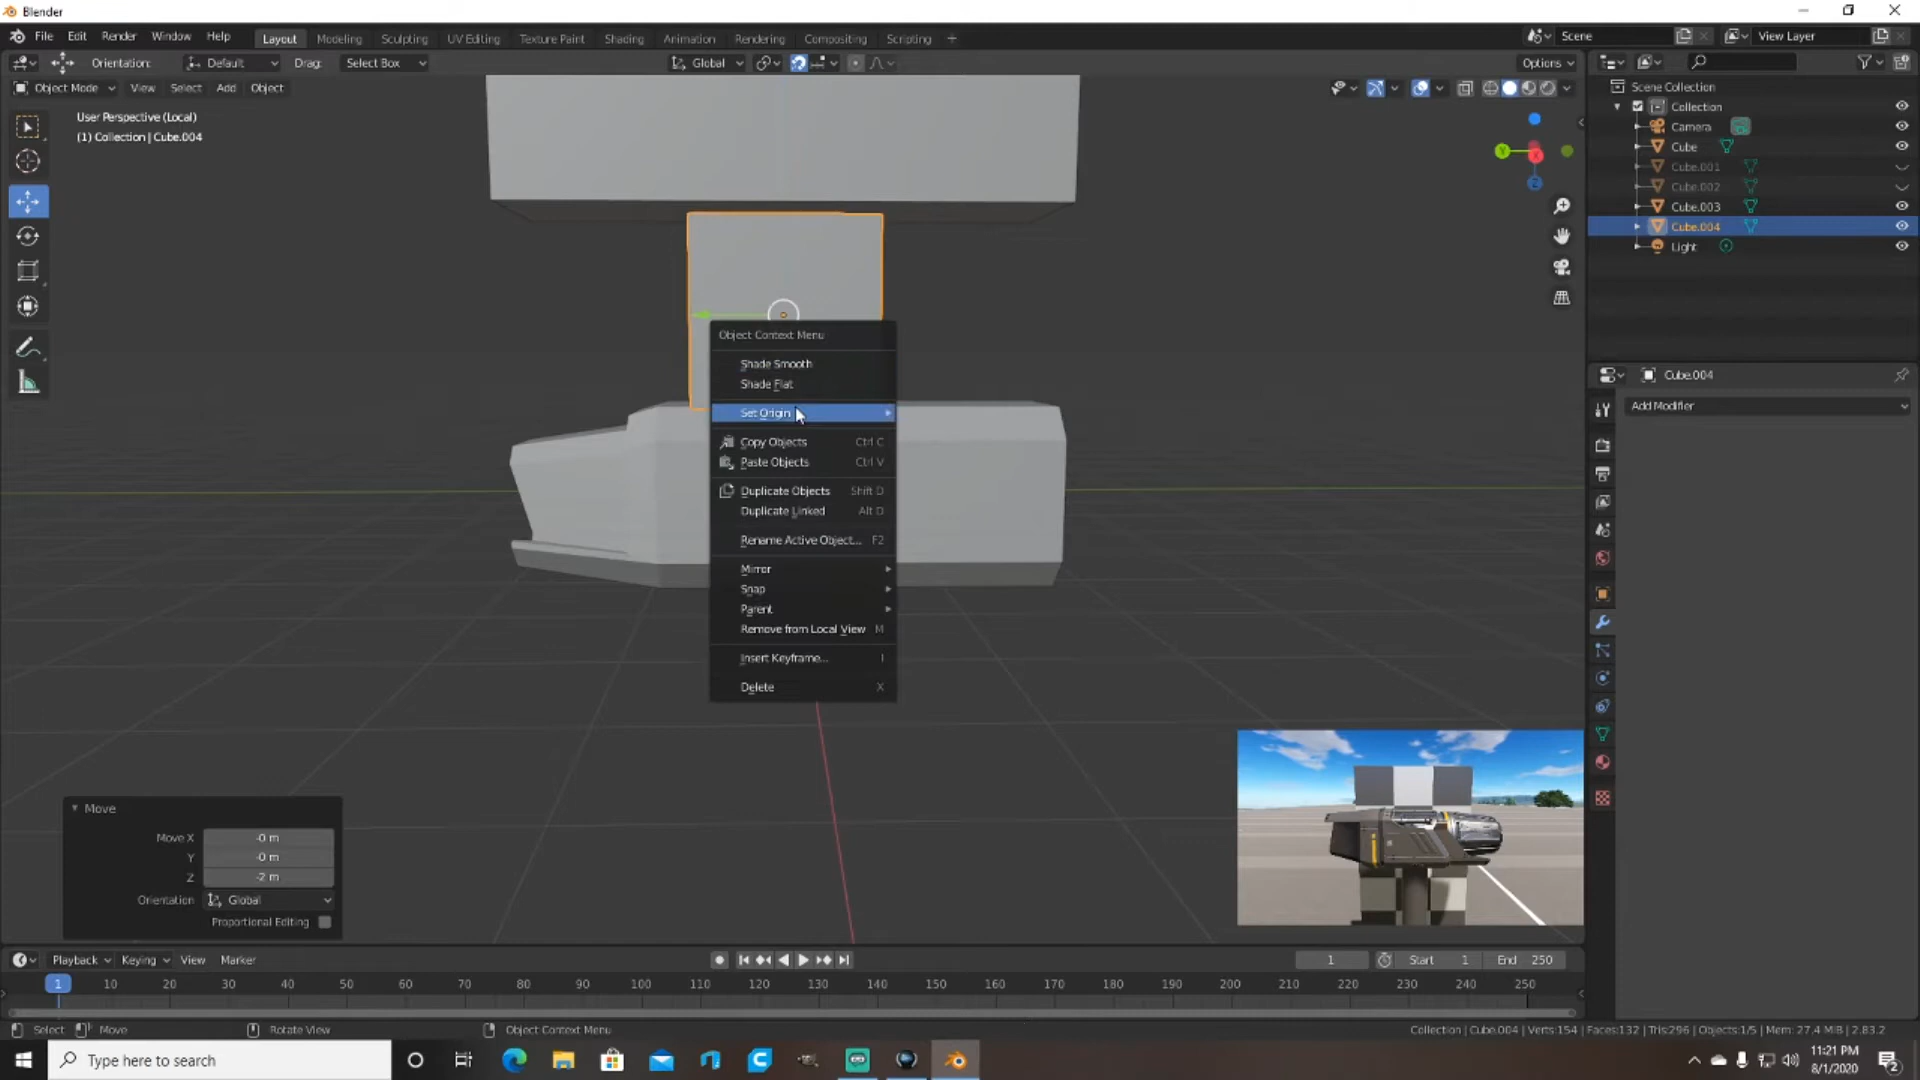 Blender
File Edit Render Window Help Layout Modeling Sculpting UV Editing Texture Paint Shading Animation Rendering Compositing Scripting + Scene View Layer
Orientation: Default Drag: Select Box Global Options
Object Mode View Select Add Object
User Perspective (Local)
(1) Collection | Cube.004
Y
X
Z
Scene Collection
Collection
Camera
Cube
Cube.001
Cube.002
Cube.003
Cube.004
Light
Cube.004
Add Modifier
Object Context Menu
Shade Smooth
Shade Flat
Set Origin
Copy Objects Ctrl C
Paste Objects Ctrl V
Duplicate Objects Shift D
Duplicate Linked Alt D
Rename Active Object... F2
Mirror
Snap
Parent
Remove from Local View M
Insert Keyframe... I
Delete X
Move
Move X -0 m
Y -0 m
Z -2 m
Orientation Global
Proportional Editing
Playback Keying View Marker 1 Start 1 End 250
1 10 20 30 40 50 60 70 80 90 100 110 120 130 140 150 160 170 180 190 200 210 220 230 240 250
Select Move Rotate View Object Context Menu Collection | Cube.004 | Verts:154 | Faces:132 | Tris:296 | Objects:1/5 | Mem: 27.4 MiB | 2.83.2
Type here to search
11:21 PM
8/1/2020
2